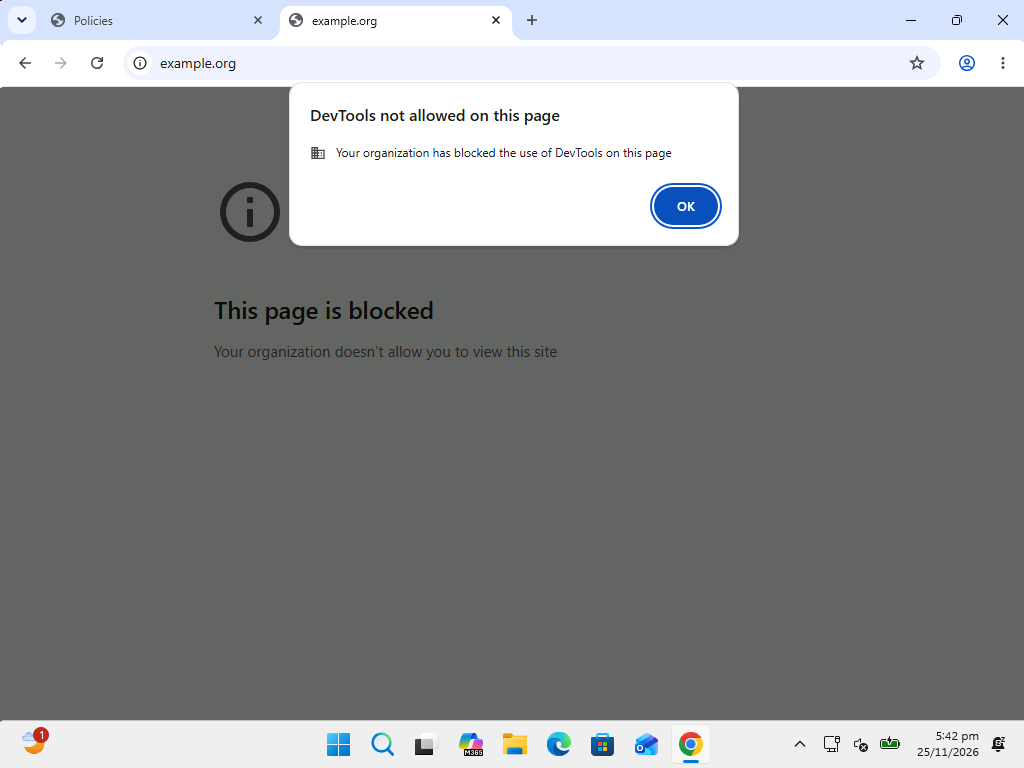 Policies
example.org
example.org
DevTools not allowed on this page
Your organization has blocked the use of DevTools on this page
OK
This page is blocked
Your organization doesn’t allow you to view this site
1
M365
5:42 pm
25/11/2026